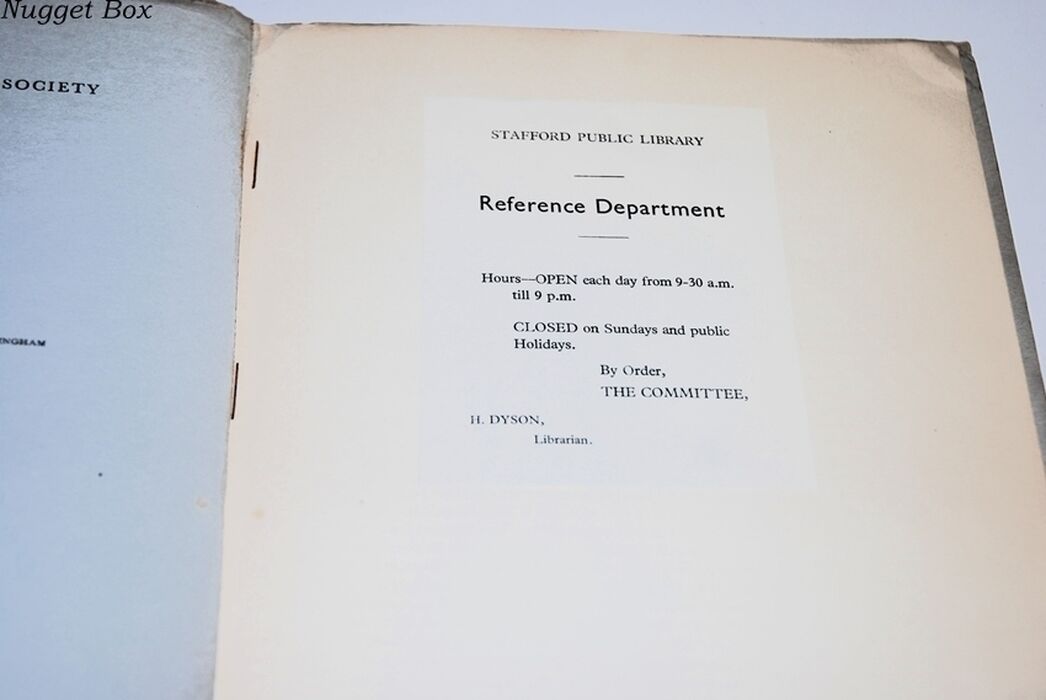 Nugget Box
SOCIETY
STAFFORD PUBLIC LIBRARY
Reference Department
Hours—OPEN each day from 9-30 a.m.
till 9 p.m.
CLOSED on Sundays and public
Holidays.
By Order,
THE COMMITTEE,
H. DYSON,
Librarian.